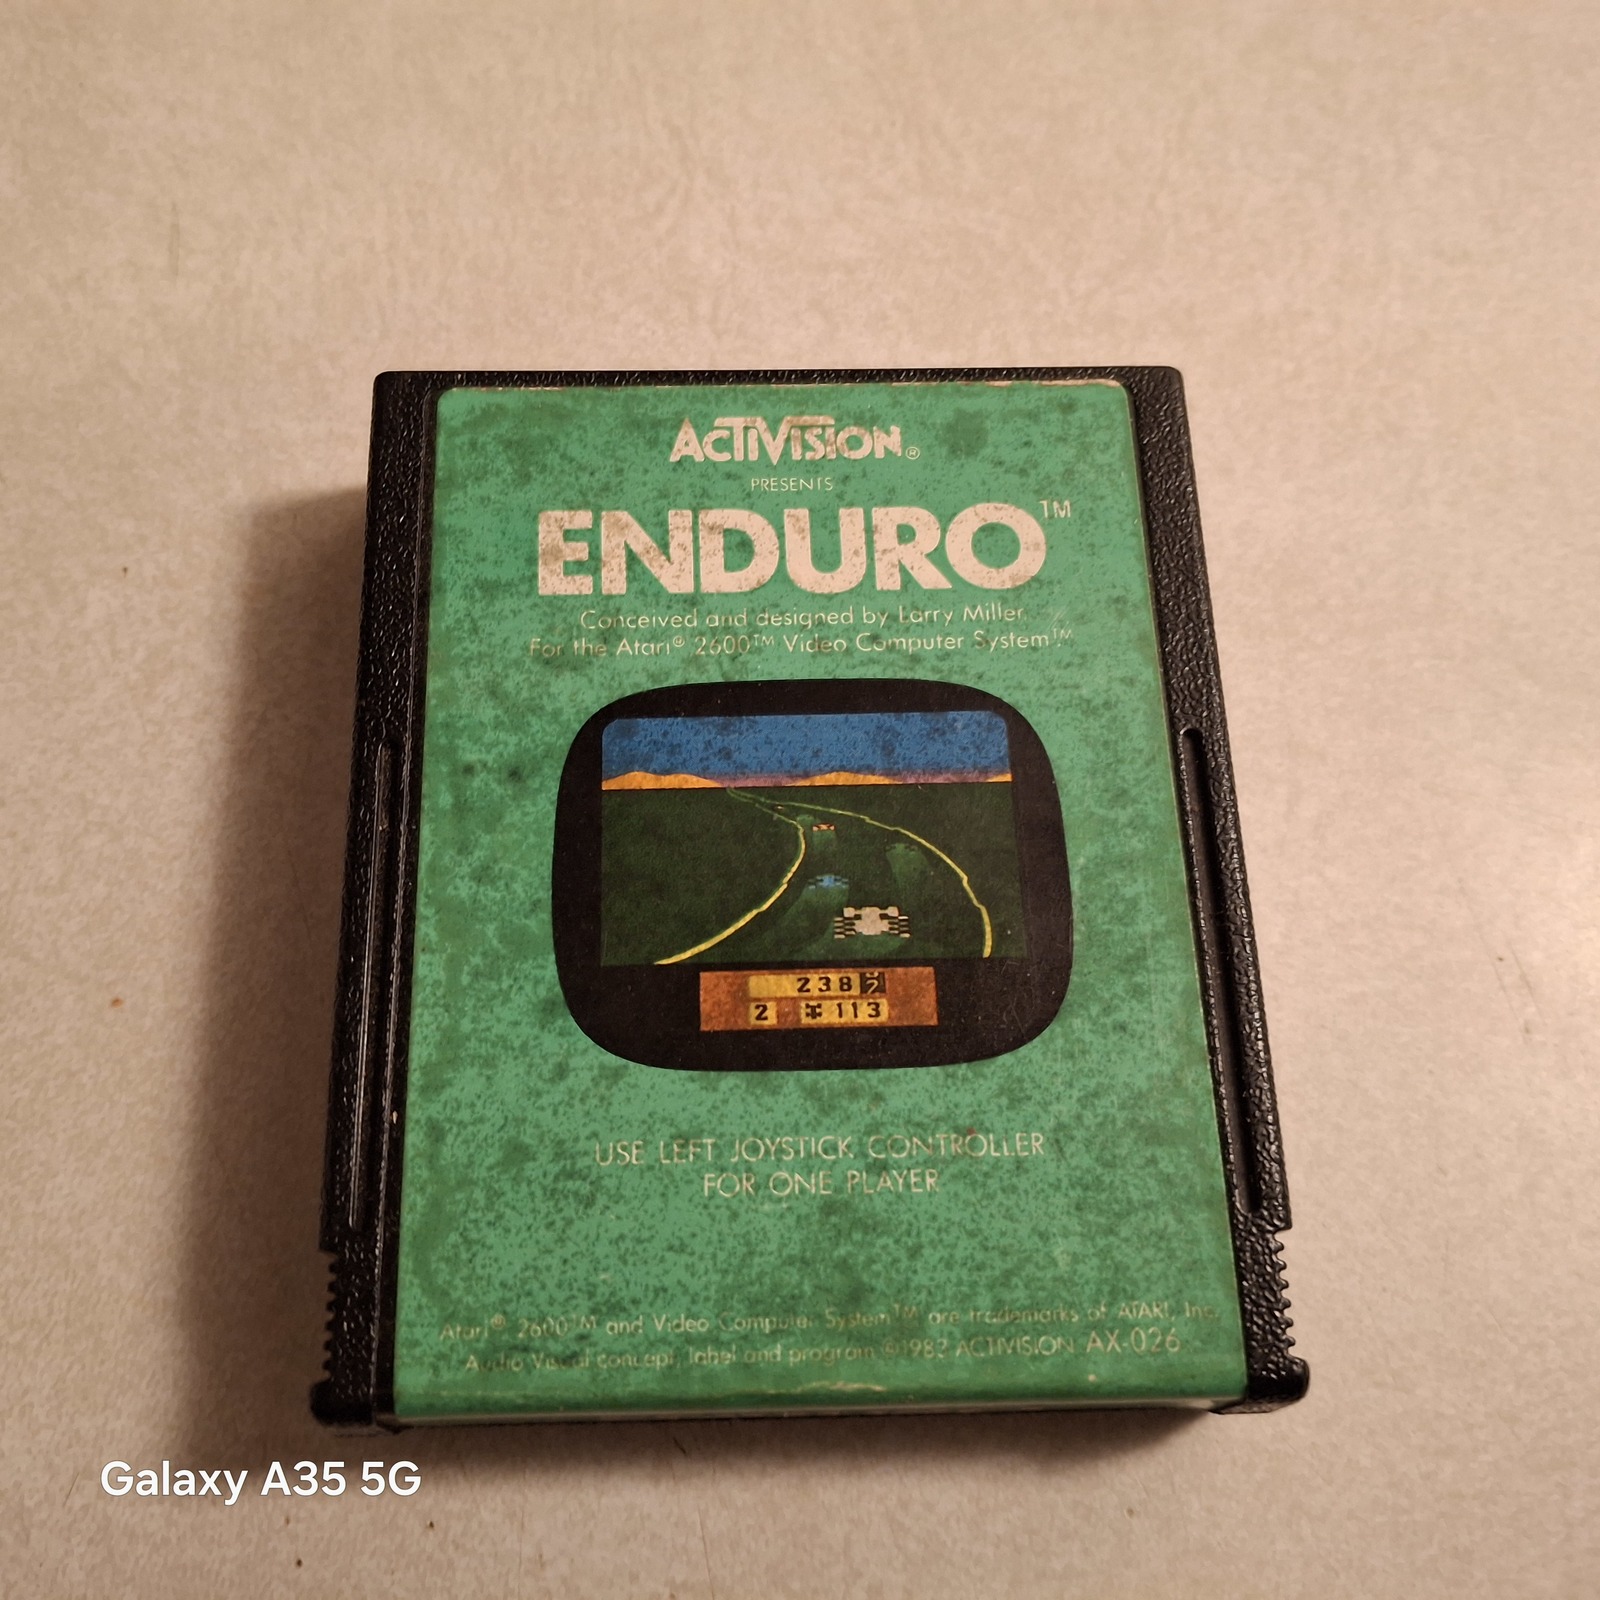 ACTIVISION®
PRESENTS
ENDURO™
Conceived and designed by Larry Miller.
For the Atari® 2600™ Video Computer System™.
2387
2 113
USE LEFT JOYSTICK CONTROLLER
FOR ONE PLAYER
Atari® 2600™ and Video Computer System™ are trademarks of ATARI, Inc.
Audio Visual concept, label and program ©1982 ACTIVISION AX-026
Galaxy A35 5G